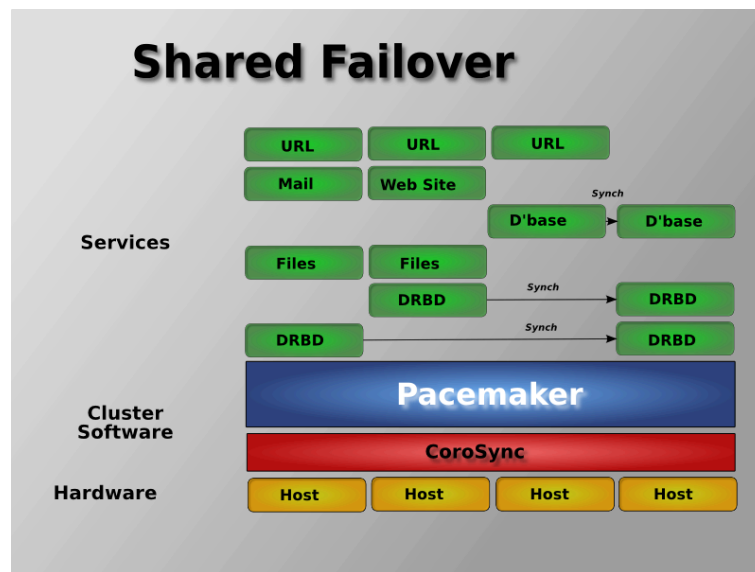 Shared Failover
URL URL URL
Mail Web Site
Synch
D'base D'base
Services
Files Files
Synch
DRBD DRBD
Synch
DRBD DRBD
Pacemaker
Cluster
Software
CoroSync
Hardware Host Host Host Host